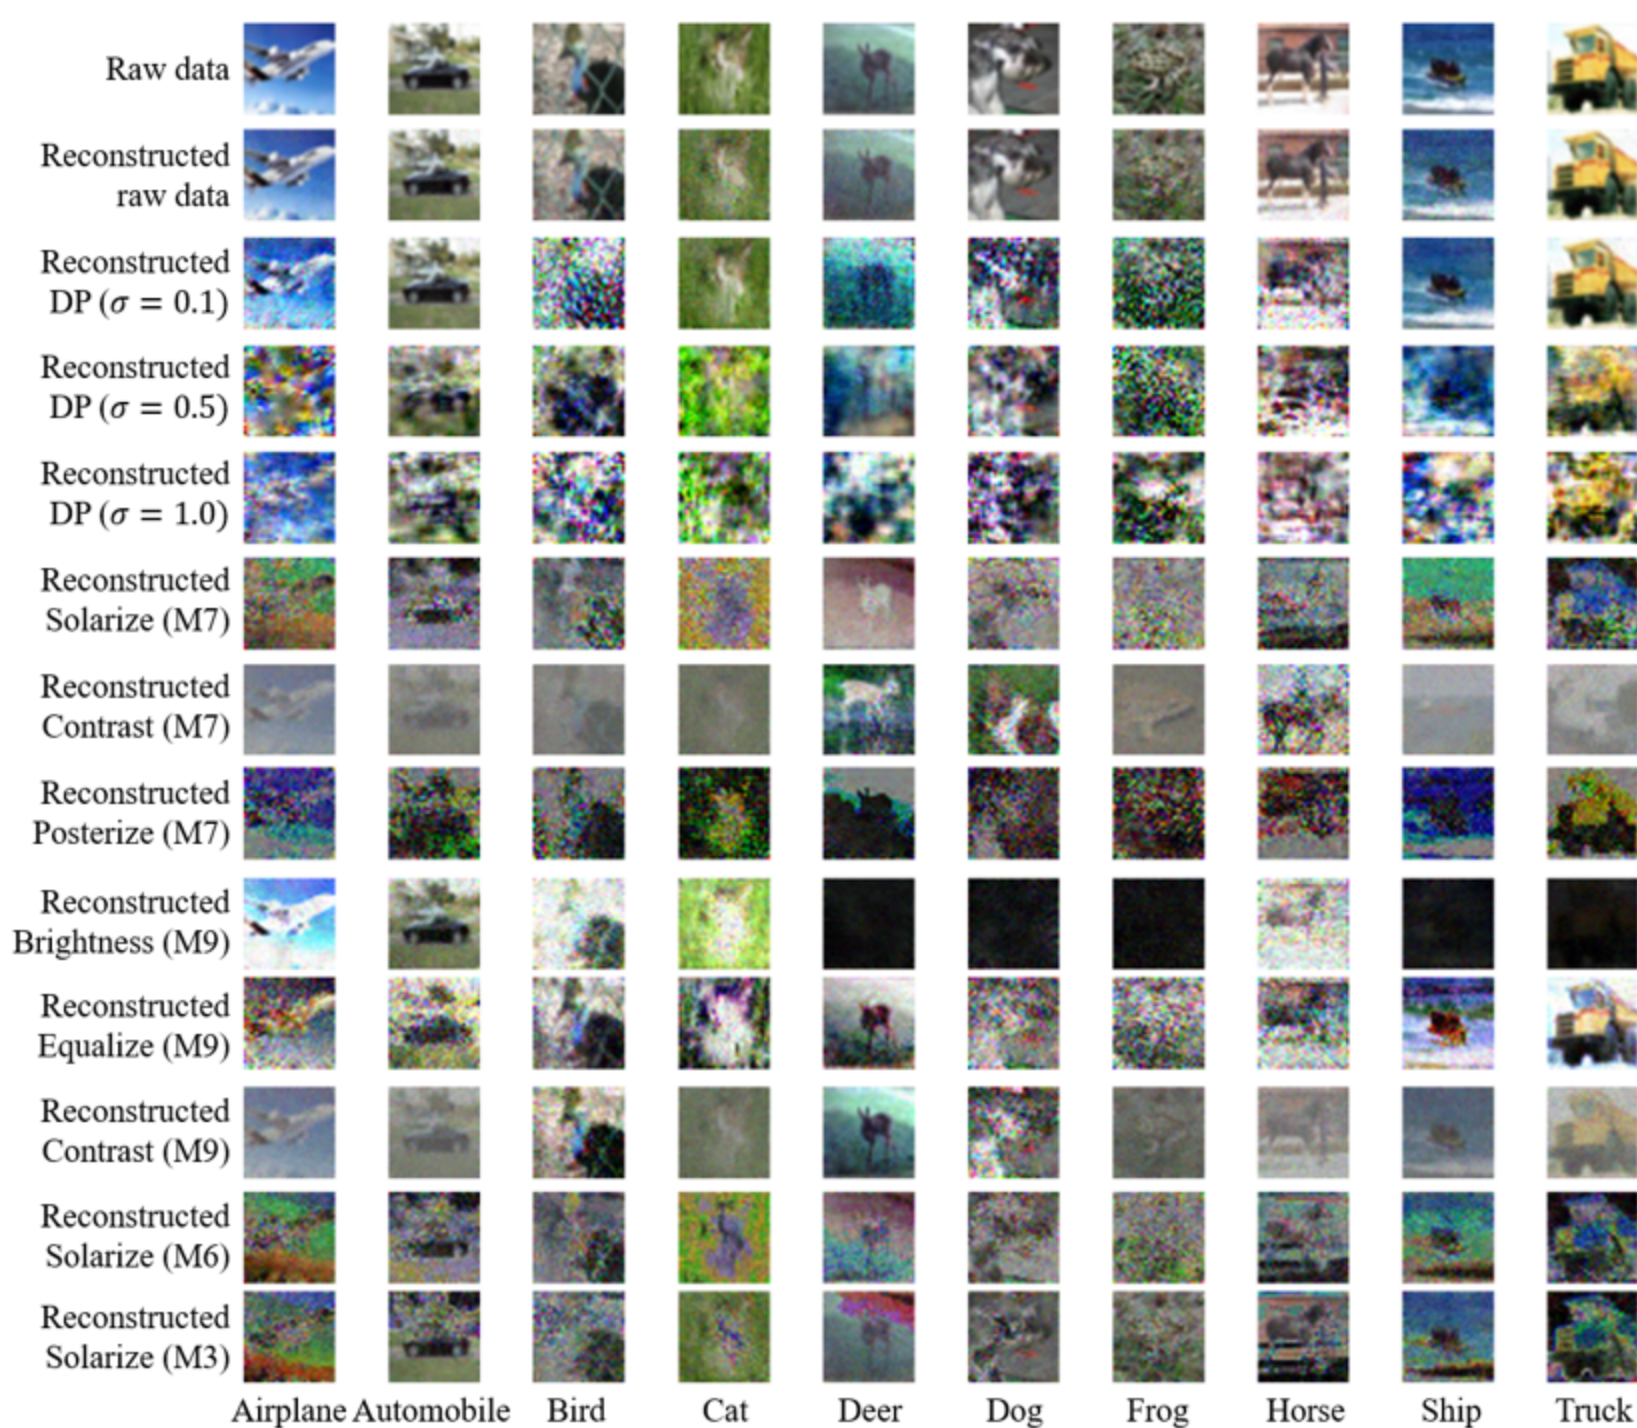 Raw data
Reconstructed
raw data
Reconstructed
DP (σ = 0.1)
Reconstructed
DP (σ = 0.5)
Reconstructed
DP (σ = 1.0)
Reconstructed
Solarize (M7)
Reconstructed
Contrast (M7)
Reconstructed
Posterize (M7)
Reconstructed
Brightness (M9)
Reconstructed
Equalize (M9)
Reconstructed
Contrast (M9)
Reconstructed
Solarize (M6)
Reconstructed
Solarize (M3)
Airplane Automobile Bird Cat Deer Dog Frog Horse Ship Truck